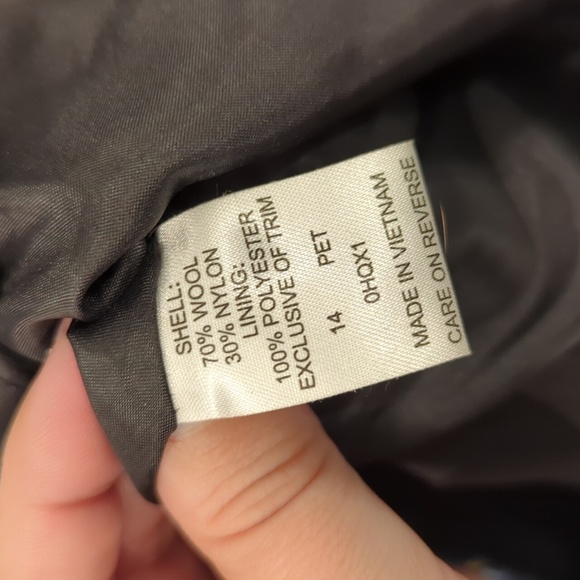 SHELL:
70% WOOL
30% NYLON
LINING:
100% POLYESTER
EXCLUSIVE OF TRIM
14 PET
0HQX1
MADE IN VIETNAM
CARE ON REVERSE